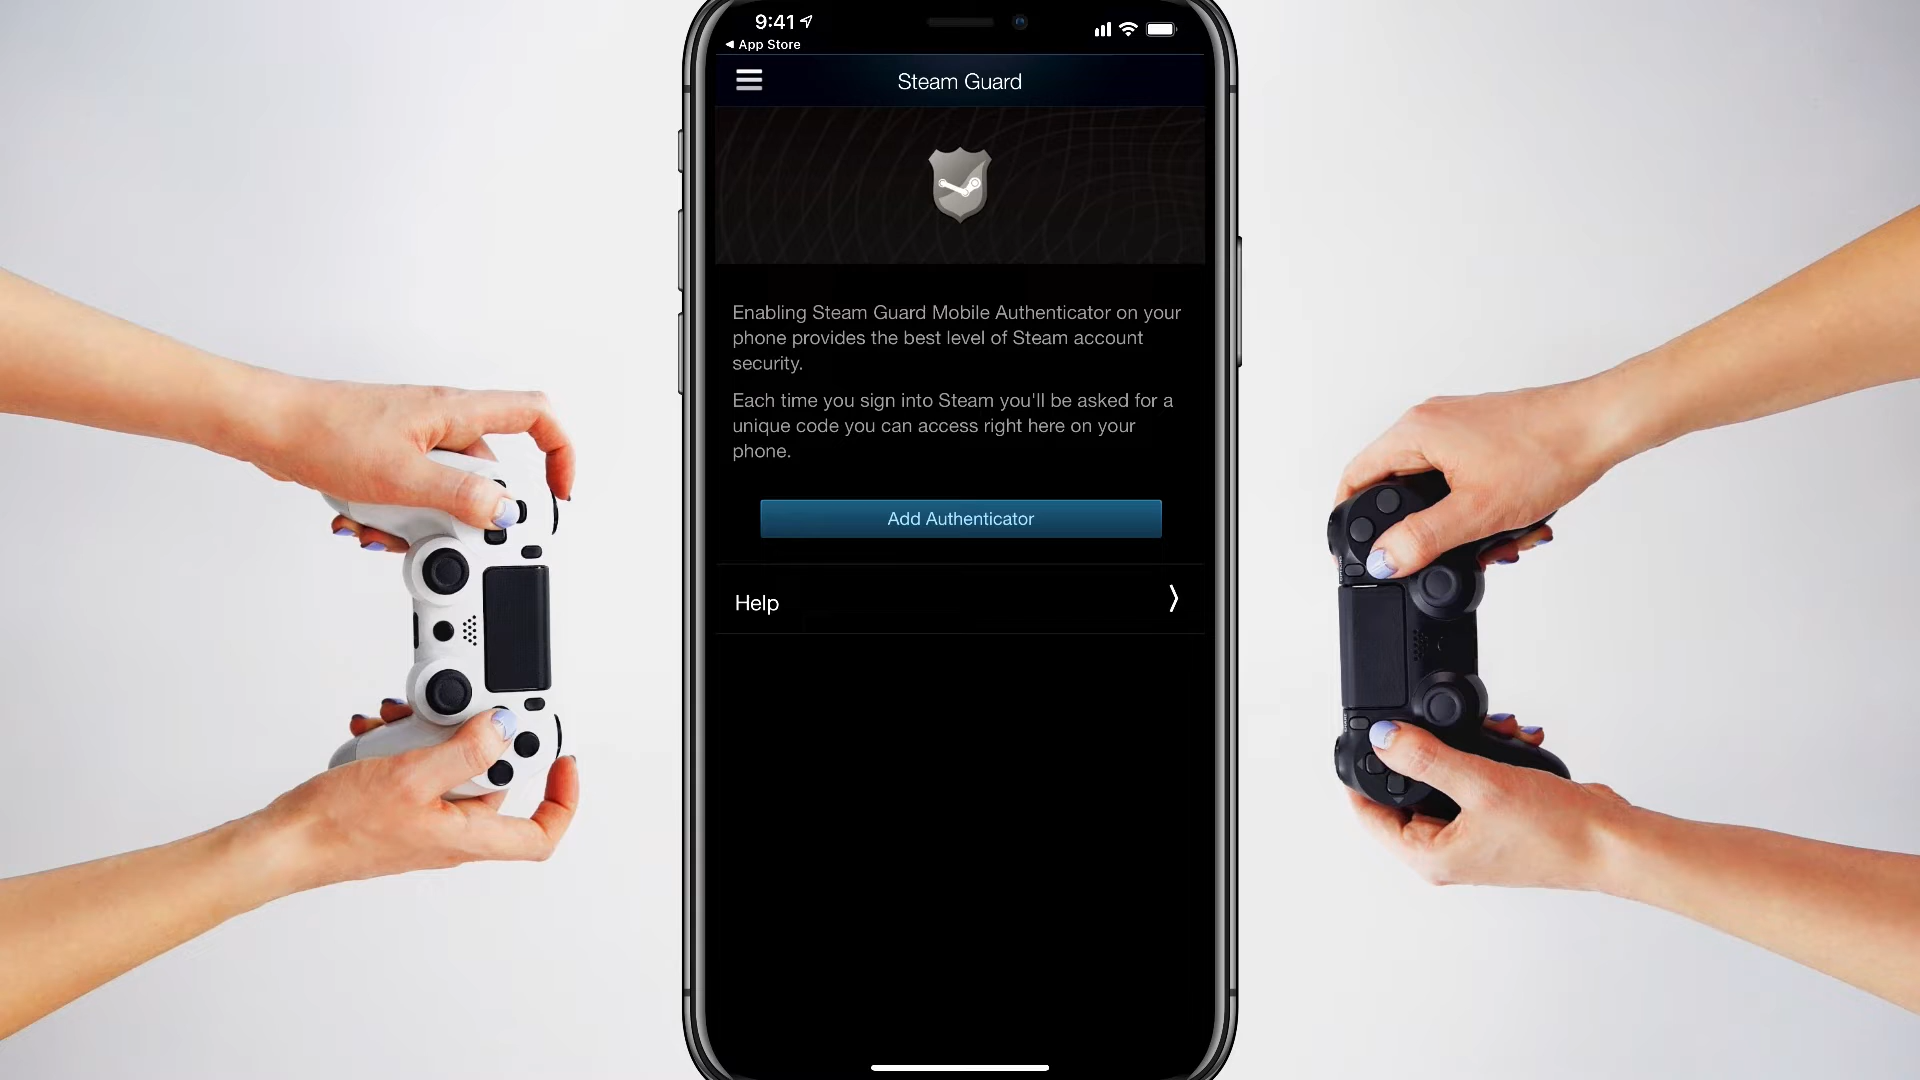 9:41
App Store
Steam Guard
Enabling Steam Guard Mobile Authenticator on your
phone provides the best level of Steam account
security.
Each time you sign into Steam you'll be asked for a
unique code you can access right here on your
phone.
Add Authenticator
Help